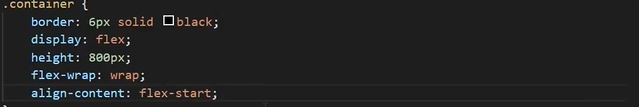 .container {
border: 6px solid black;
display: flex;
height: 800px;
flex-wrap: wrap;
align-content: flex-start;
}